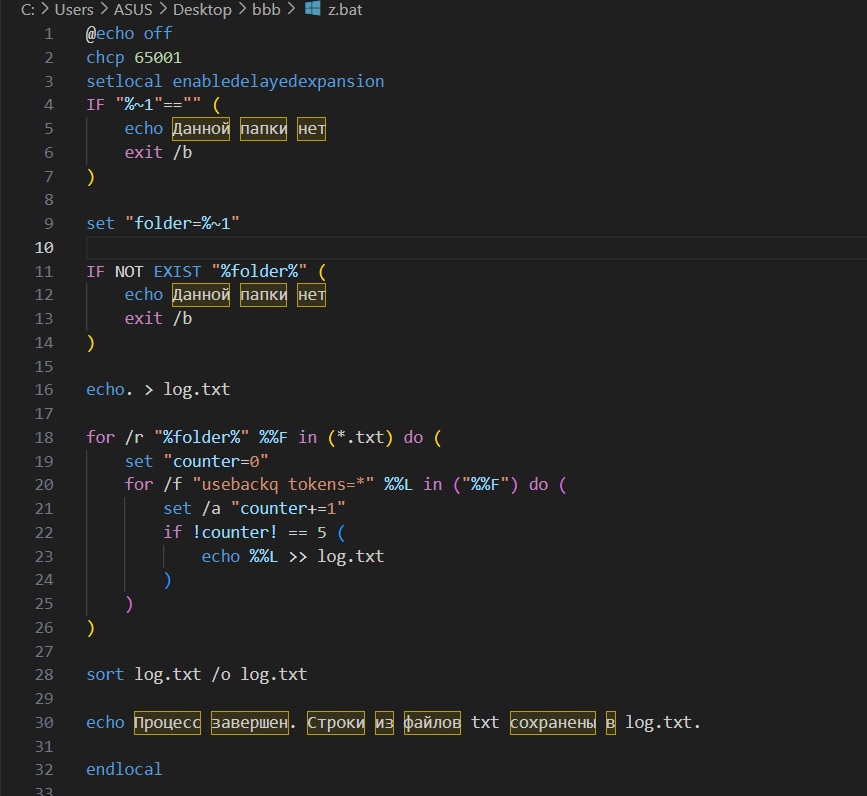 C: > Users > ASUS > Desktop > bbb > z.bat
1 @echo off
2 chcp 65001
3 setlocal enabledelayedexpansion
4 IF "%~1"=="" (
5 echo Данной папки нет
6 exit /b
7 )
8
9 set "folder=%~1"
10
11 IF NOT EXIST "%folder%" (
12 echo Данной папки нет
13 exit /b
14 )
15
16 echo. > log.txt
17
18 for /r "%folder%" %%F in (*.txt) do (
19 set "counter=0"
20 for /f "usebackq tokens=*" %%L in ("%%F") do (
21 set /a "counter+=1"
22 if !counter! == 5 (
23 echo %%L >> log.txt
24 )
25 )
26 )
27
28 sort log.txt /o log.txt
29
30 echo Процесс завершен. Строки из файлов txt сохранены в log.txt.
31
32 endlocal
33